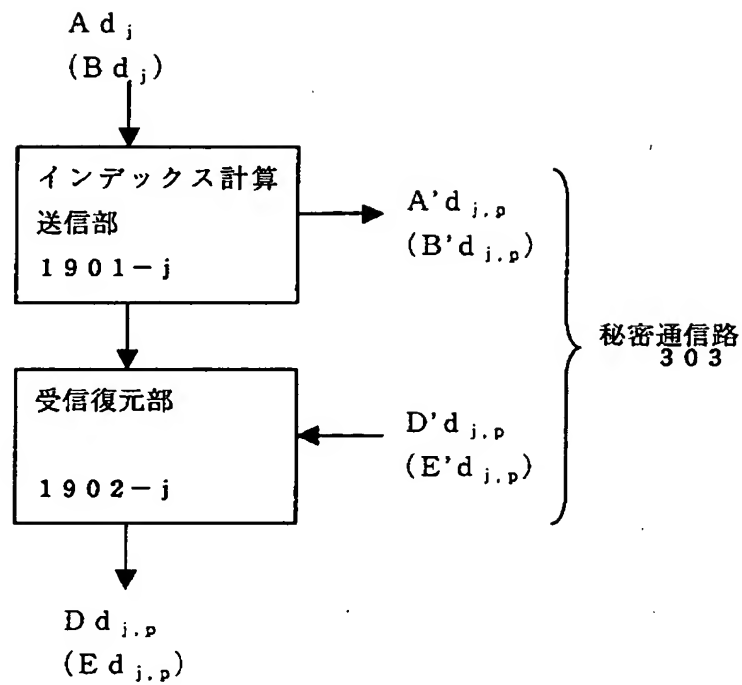 A d j
(B d j)
インデックス計算
送信部
1901-j
A'd j,p
(B'd j,p)
秘密通信路
303
受信復元部
1902-j
D'd j,p
(E'd j,p)
D d j,p
(E d j,p)